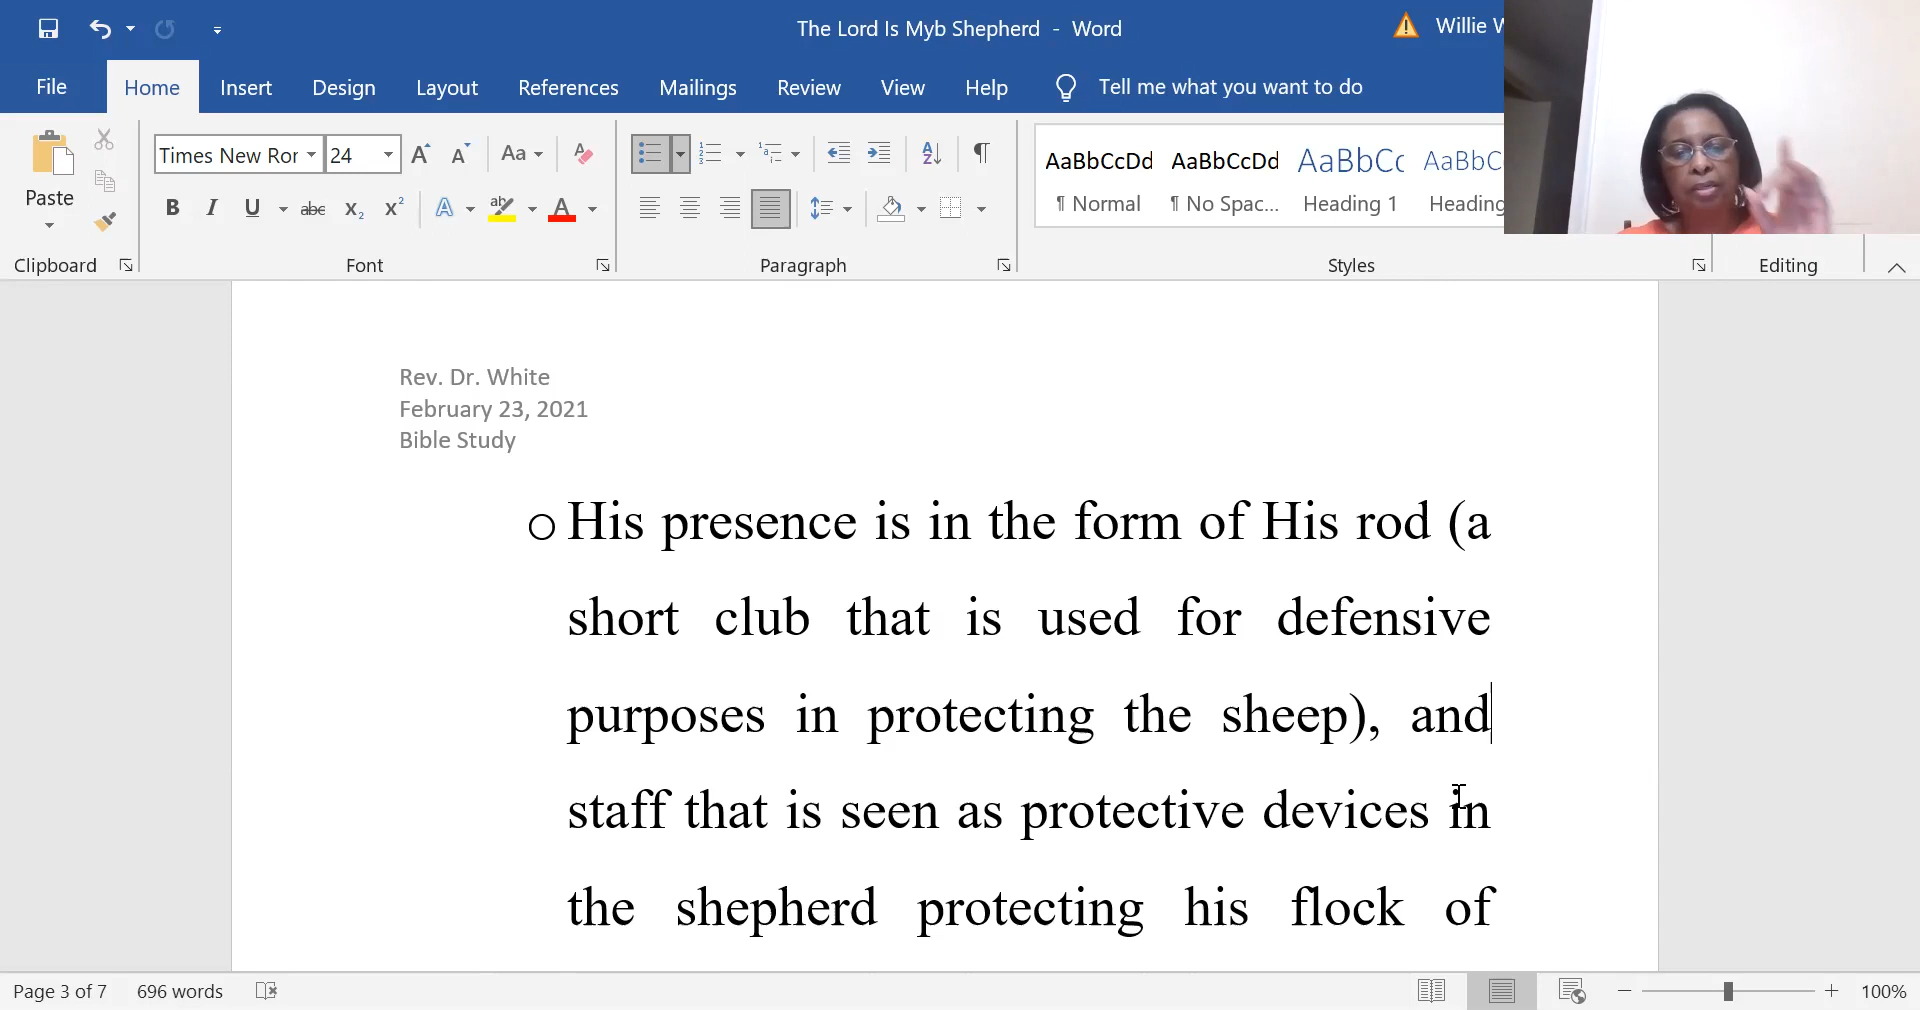 The Lord Is Myb Shepherd - Word
Willie W
File Home Insert Design Layout References Mailings Review View Help Tell me what you want to do
Times New Ror 24 Aa
AaBbCcDd AaBbCcDd AaBbCc AaBbC
Paste
B I U abc X₂ X² A ab A
¶ Normal ¶ No Spac... Heading 1 Heading
Clipboard Font Paragraph Styles Editing
Rev. Dr. White
February 23, 2021
Bible Study
o His presence is in the form of His rod (a
short club that is used for defensive
purposes in protecting the sheep), and
staff that is seen as protective devices in
the shepherd protecting his flock of
Page 3 of 7 696 words 100%